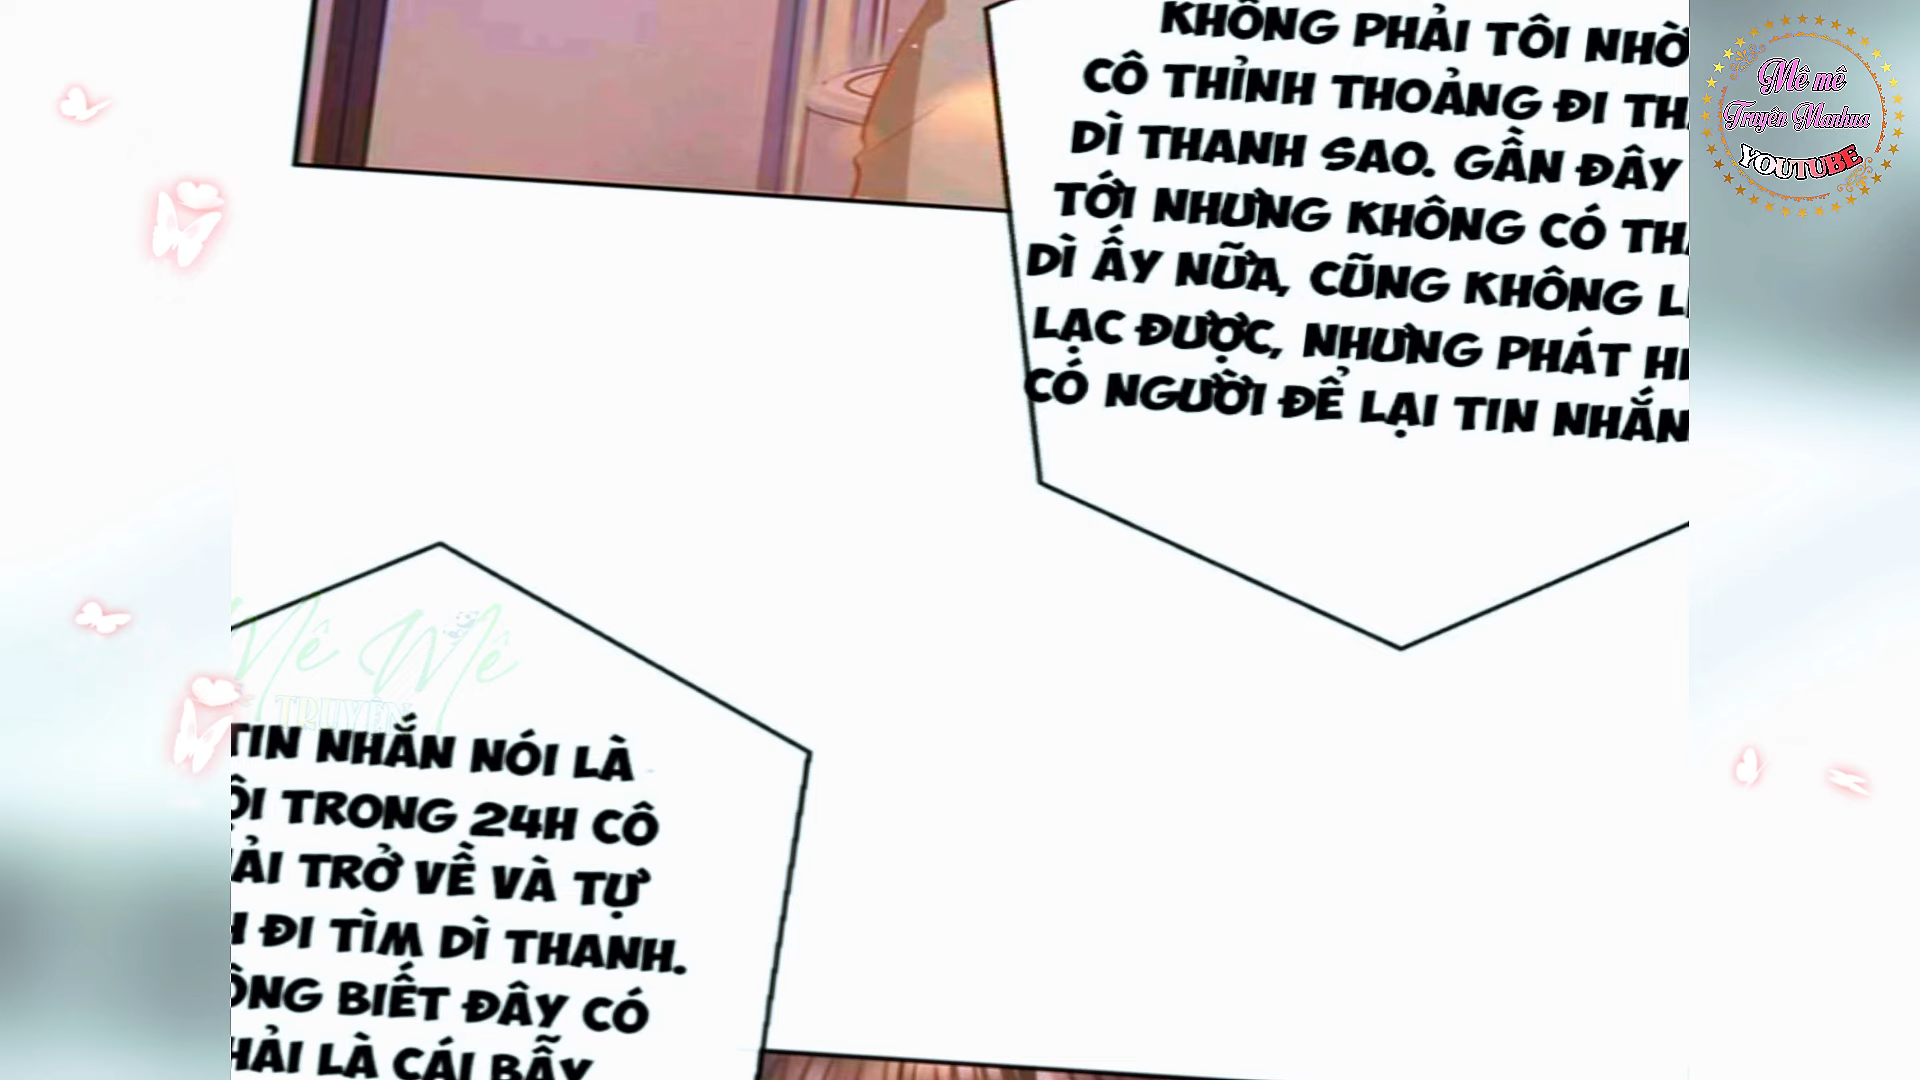 KHÔNG PHẢI TÔI NHỜ
CÔ THỈNH THOẢNG ĐI
DÌ THANH SAO. GẦN ĐÂY
TỚI NHƯNG KHÔNG CÓ
DÌ ẤY NỮA, CŨNG KHÔNG
LẠC ĐƯỢC, NHƯNG PHÁT
CÓ NGƯỜI ĐỂ LẠI TIN NHẮN
Mê mê
Truyện Manhua
YOUTUBE
Mê Mê
TRUYỆN
TIN NHẮN NÓI LÀ
TRONG 24H CÔ
TRỞ VỀ VÀ TỰ
ĐI TÌM DÌ THANH.
BIẾT ĐÂY CÓ
LÀ CÁI BẪY